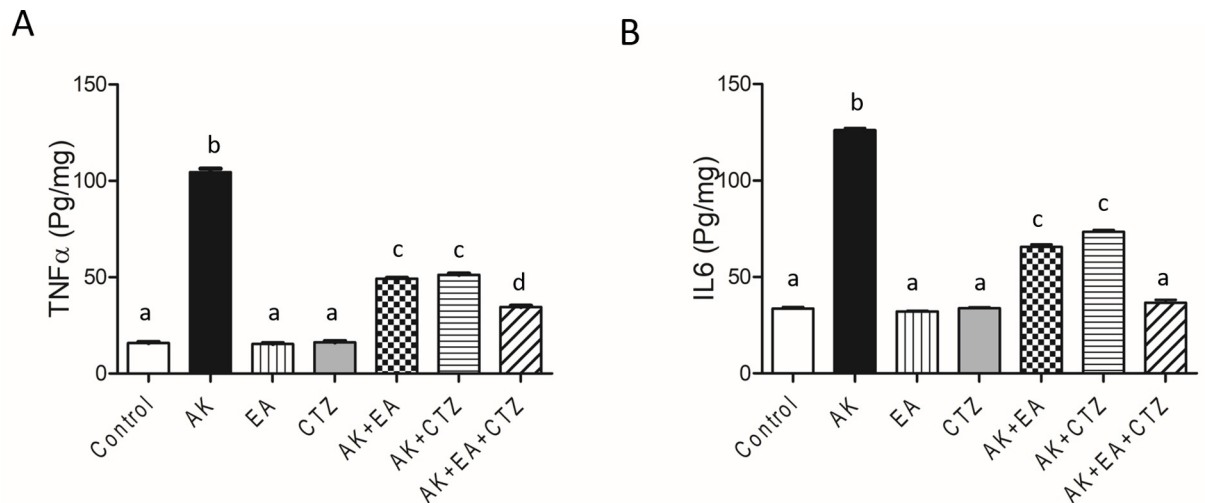 A
TNFα (Pg/mg)
150
100
50
0
a
b
a
a
c
c
d
Control
AK
EA
CTZ
AK+EA
AK+CTZ
AK+EA+CTZ
B
IL6 (Pg/mg)
150
100
50
0
a
b
a
a
c
c
a
Control
AK
EA
CTZ
AK+EA
AK+CTZ
AK+EA+CTZ